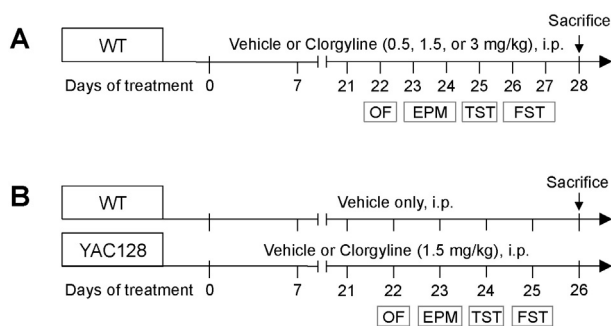 Sacrifice
A
WT
Vehicle or Clorgyline (0.5, 1.5, or 3 mg/kg), i.p.
Days of treatment 0 7 21 22 23 24 25 26 27 28
OF EPM TST FST
Sacrifice
B
WT
Vehicle only, i.p.
YAC128
Vehicle or Clorgyline (1.5 mg/kg), i.p.
Days of treatment 0 7 21 22 23 24 25 26
OF EPM TST FST